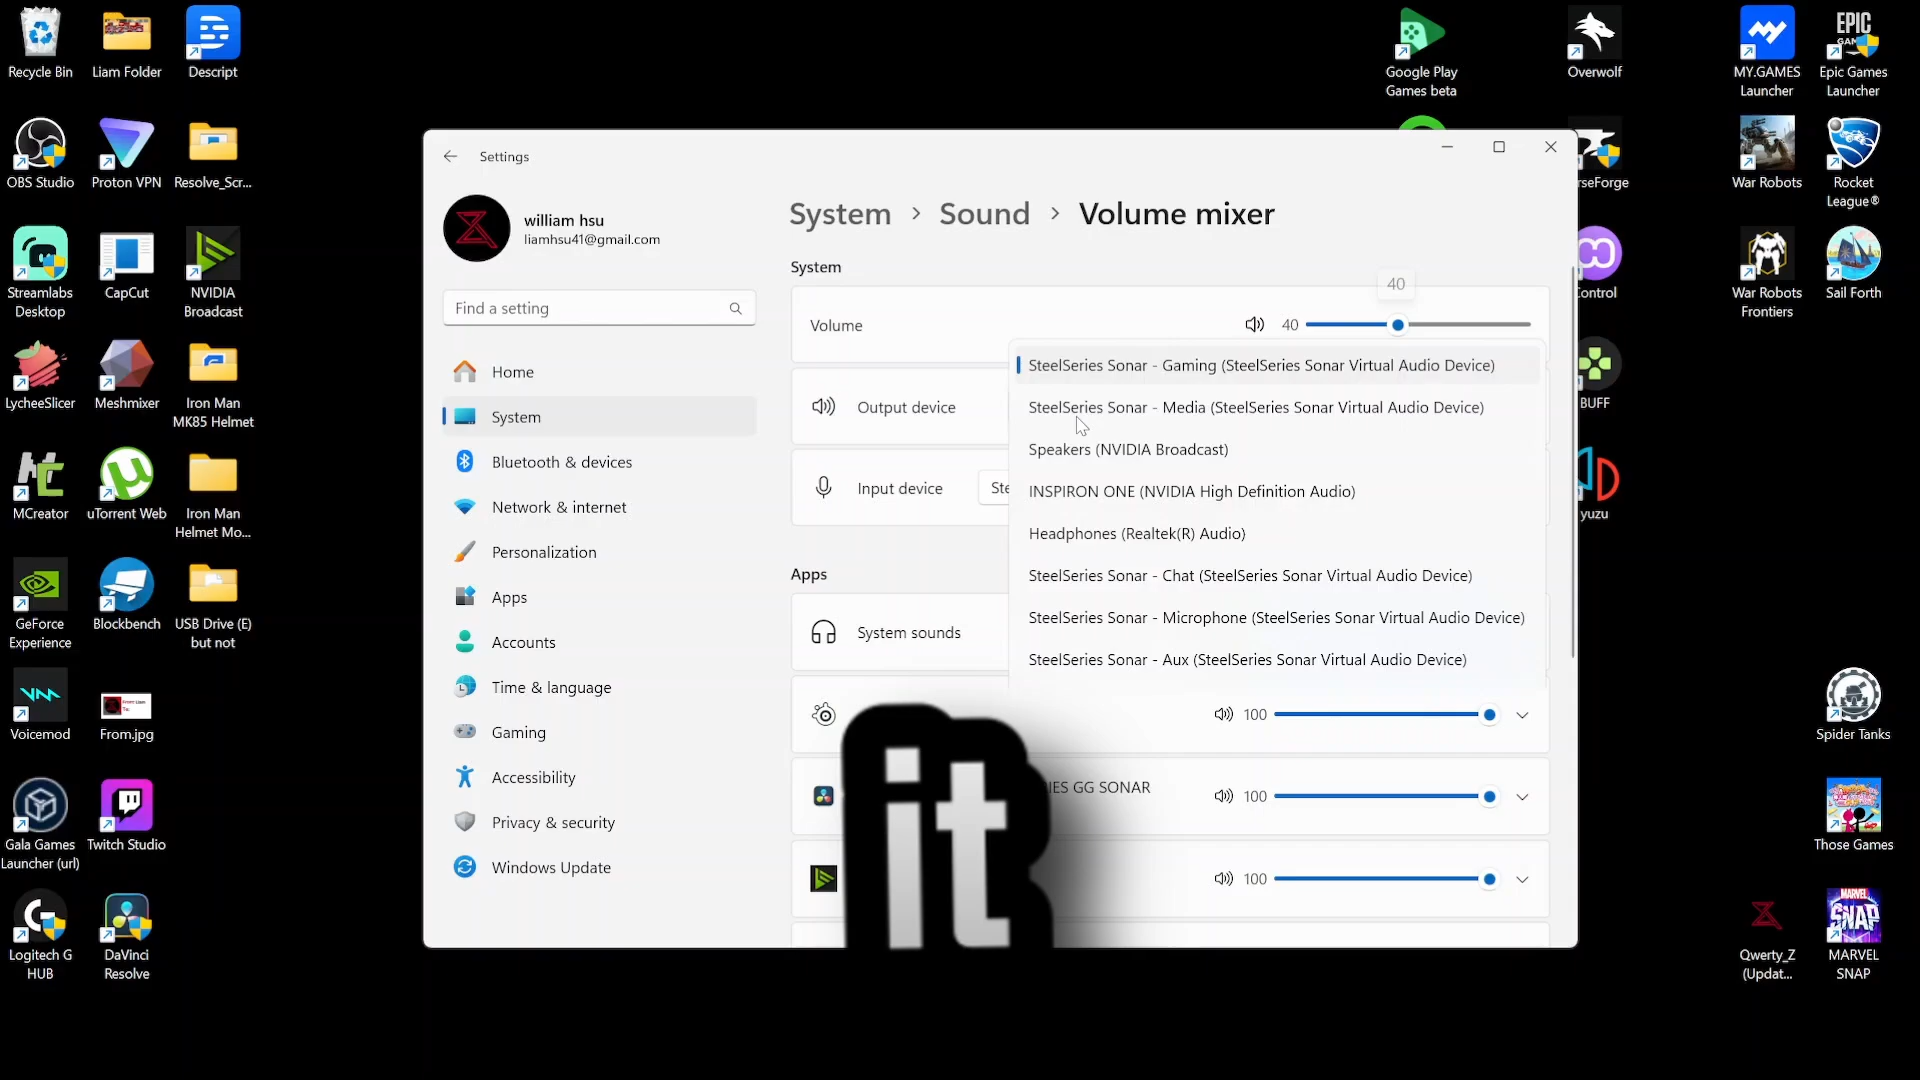 Recycle Bin
Liam Folder
Descript
OBS Studio
Proton VPN
Resolve_Scr...
Streamlabs
Desktop
CapCut
NVIDIA
Broadcast
LycheeSlicer
Meshmixer
Iron Man
MK85 Helmet
MCreator
uTorrent Web
Iron Man
Helmet Mo...
GeForce
Experience
Blockbench
USB Drive (E)
but not
Voicemod
From.jpg
Gala Games
Launcher (url)
Twitch Studio
Logitech G
HUB
DaVinci
Resolve
Settings
william hsu
liamhsu41@gmail.com
Find a setting
Home
System
Bluetooth & devices
Network & internet
Personalization
Apps
Accounts
Time & language
Gaming
Accessibility
Privacy & security
Windows Update
System > Sound > Volume mixer
System
40
Volume
40
Output device
Input device
Ste
SteelSeries Sonar - Gaming (SteelSeries Sonar Virtual Audio Device)
SteelSeries Sonar - Media (SteelSeries Sonar Virtual Audio Device)
Speakers (NVIDIA Broadcast)
INSPIRON ONE (NVIDIA High Definition Audio)
Headphones (Realtek(R) Audio)
SteelSeries Sonar - Chat (SteelSeries Sonar Virtual Audio Device)
SteelSeries Sonar - Microphone (SteelSeries Sonar Virtual Audio Device)
SteelSeries Sonar - Aux (SteelSeries Sonar Virtual Audio Device)
Apps
System sounds
100
IES GG SONAR
100
100
it
Google Play
Games beta
Overwolf
MY.GAMES
Launcher
EPIC
Epic Games
Launcher
rseForge
War Robots
Rocket
League®
Control
War Robots
Frontiers
Sail Forth
BUFF
yuzu
Spider Tanks
Those Games
Qwerty_Z
(Updat...
MARVEL
SNAP
MARVEL
SNAP